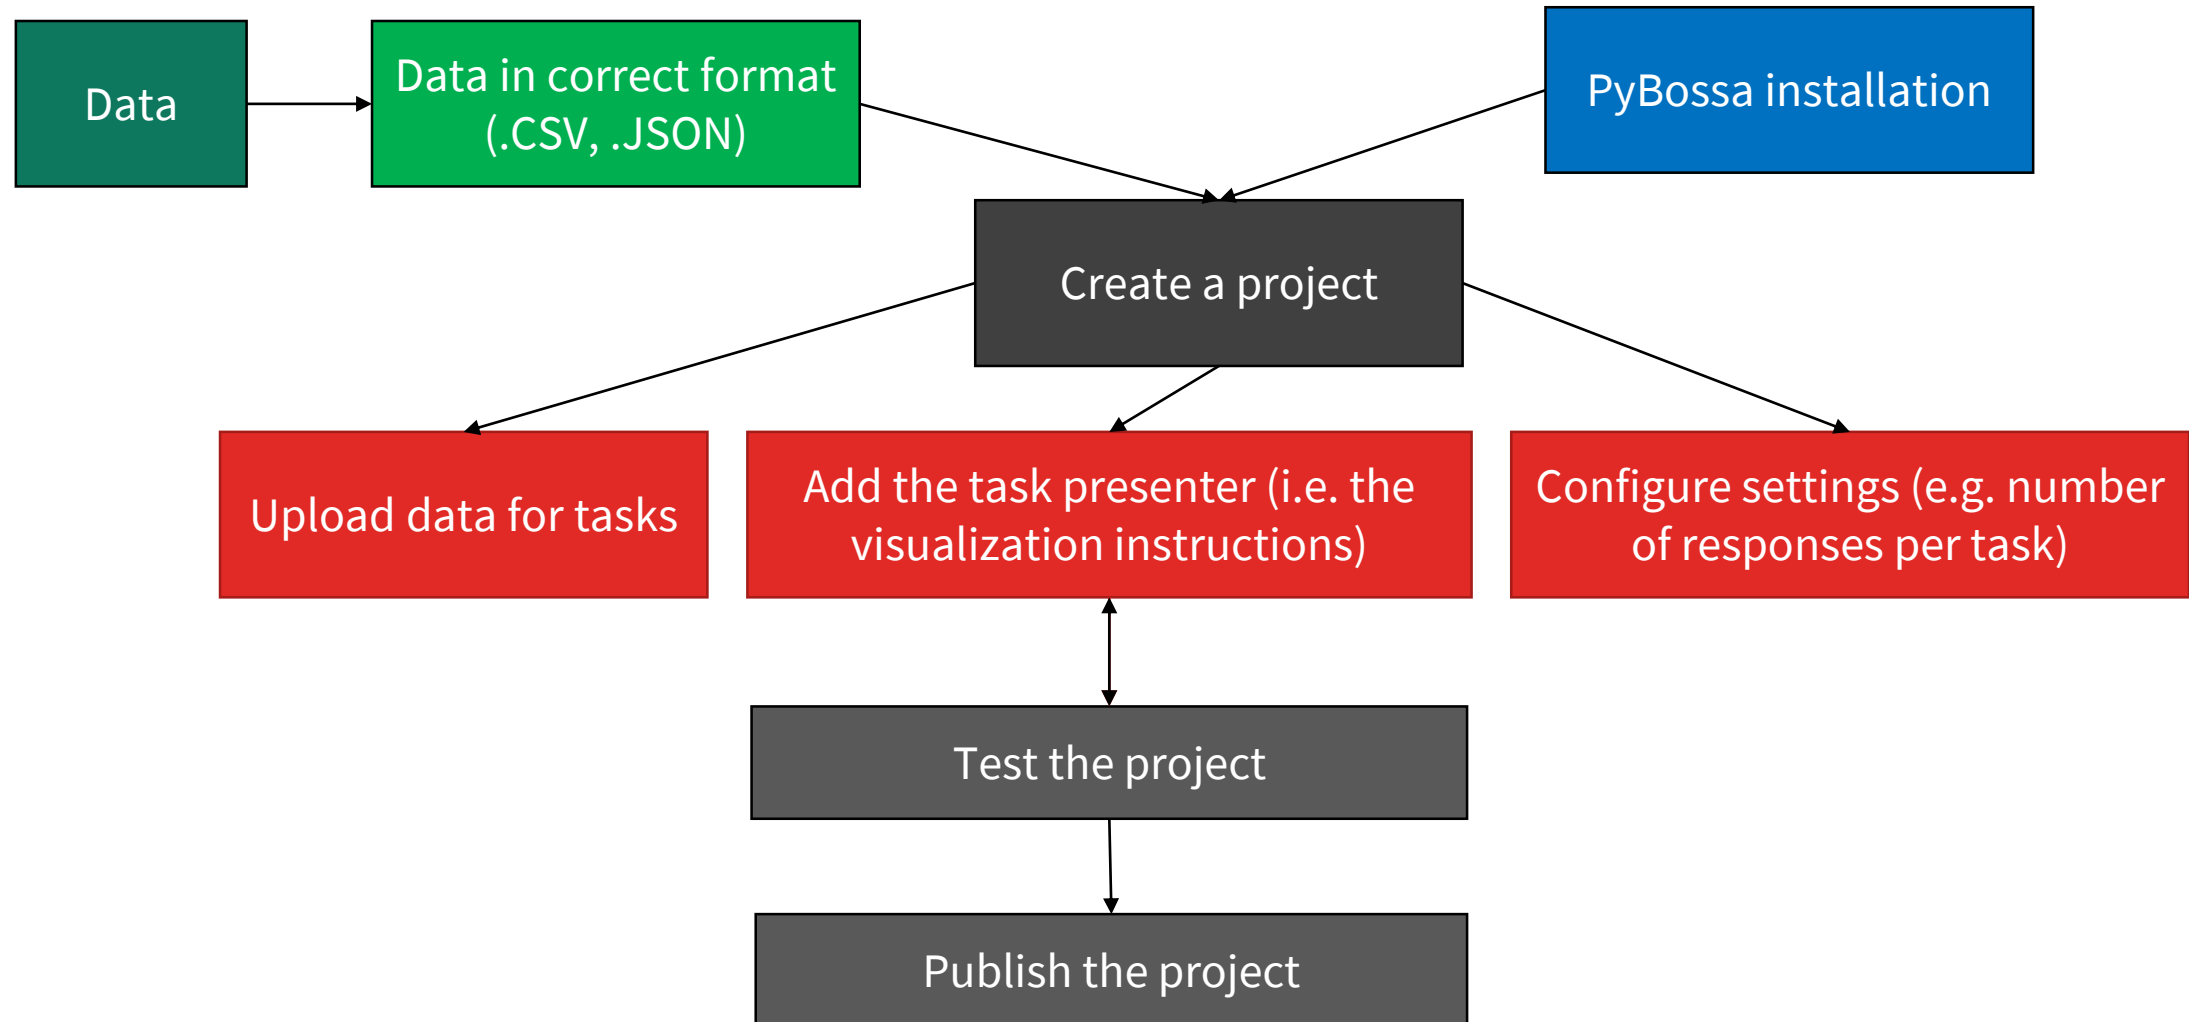 Data
Data in correct format
(.CSV, .JSON)
PyBossa installation
Create a project
Upload data for tasks
Add the task presenter (i.e. the
visualization instructions)
Configure settings (e.g. number
of responses per task)
Test the project
Publish the project